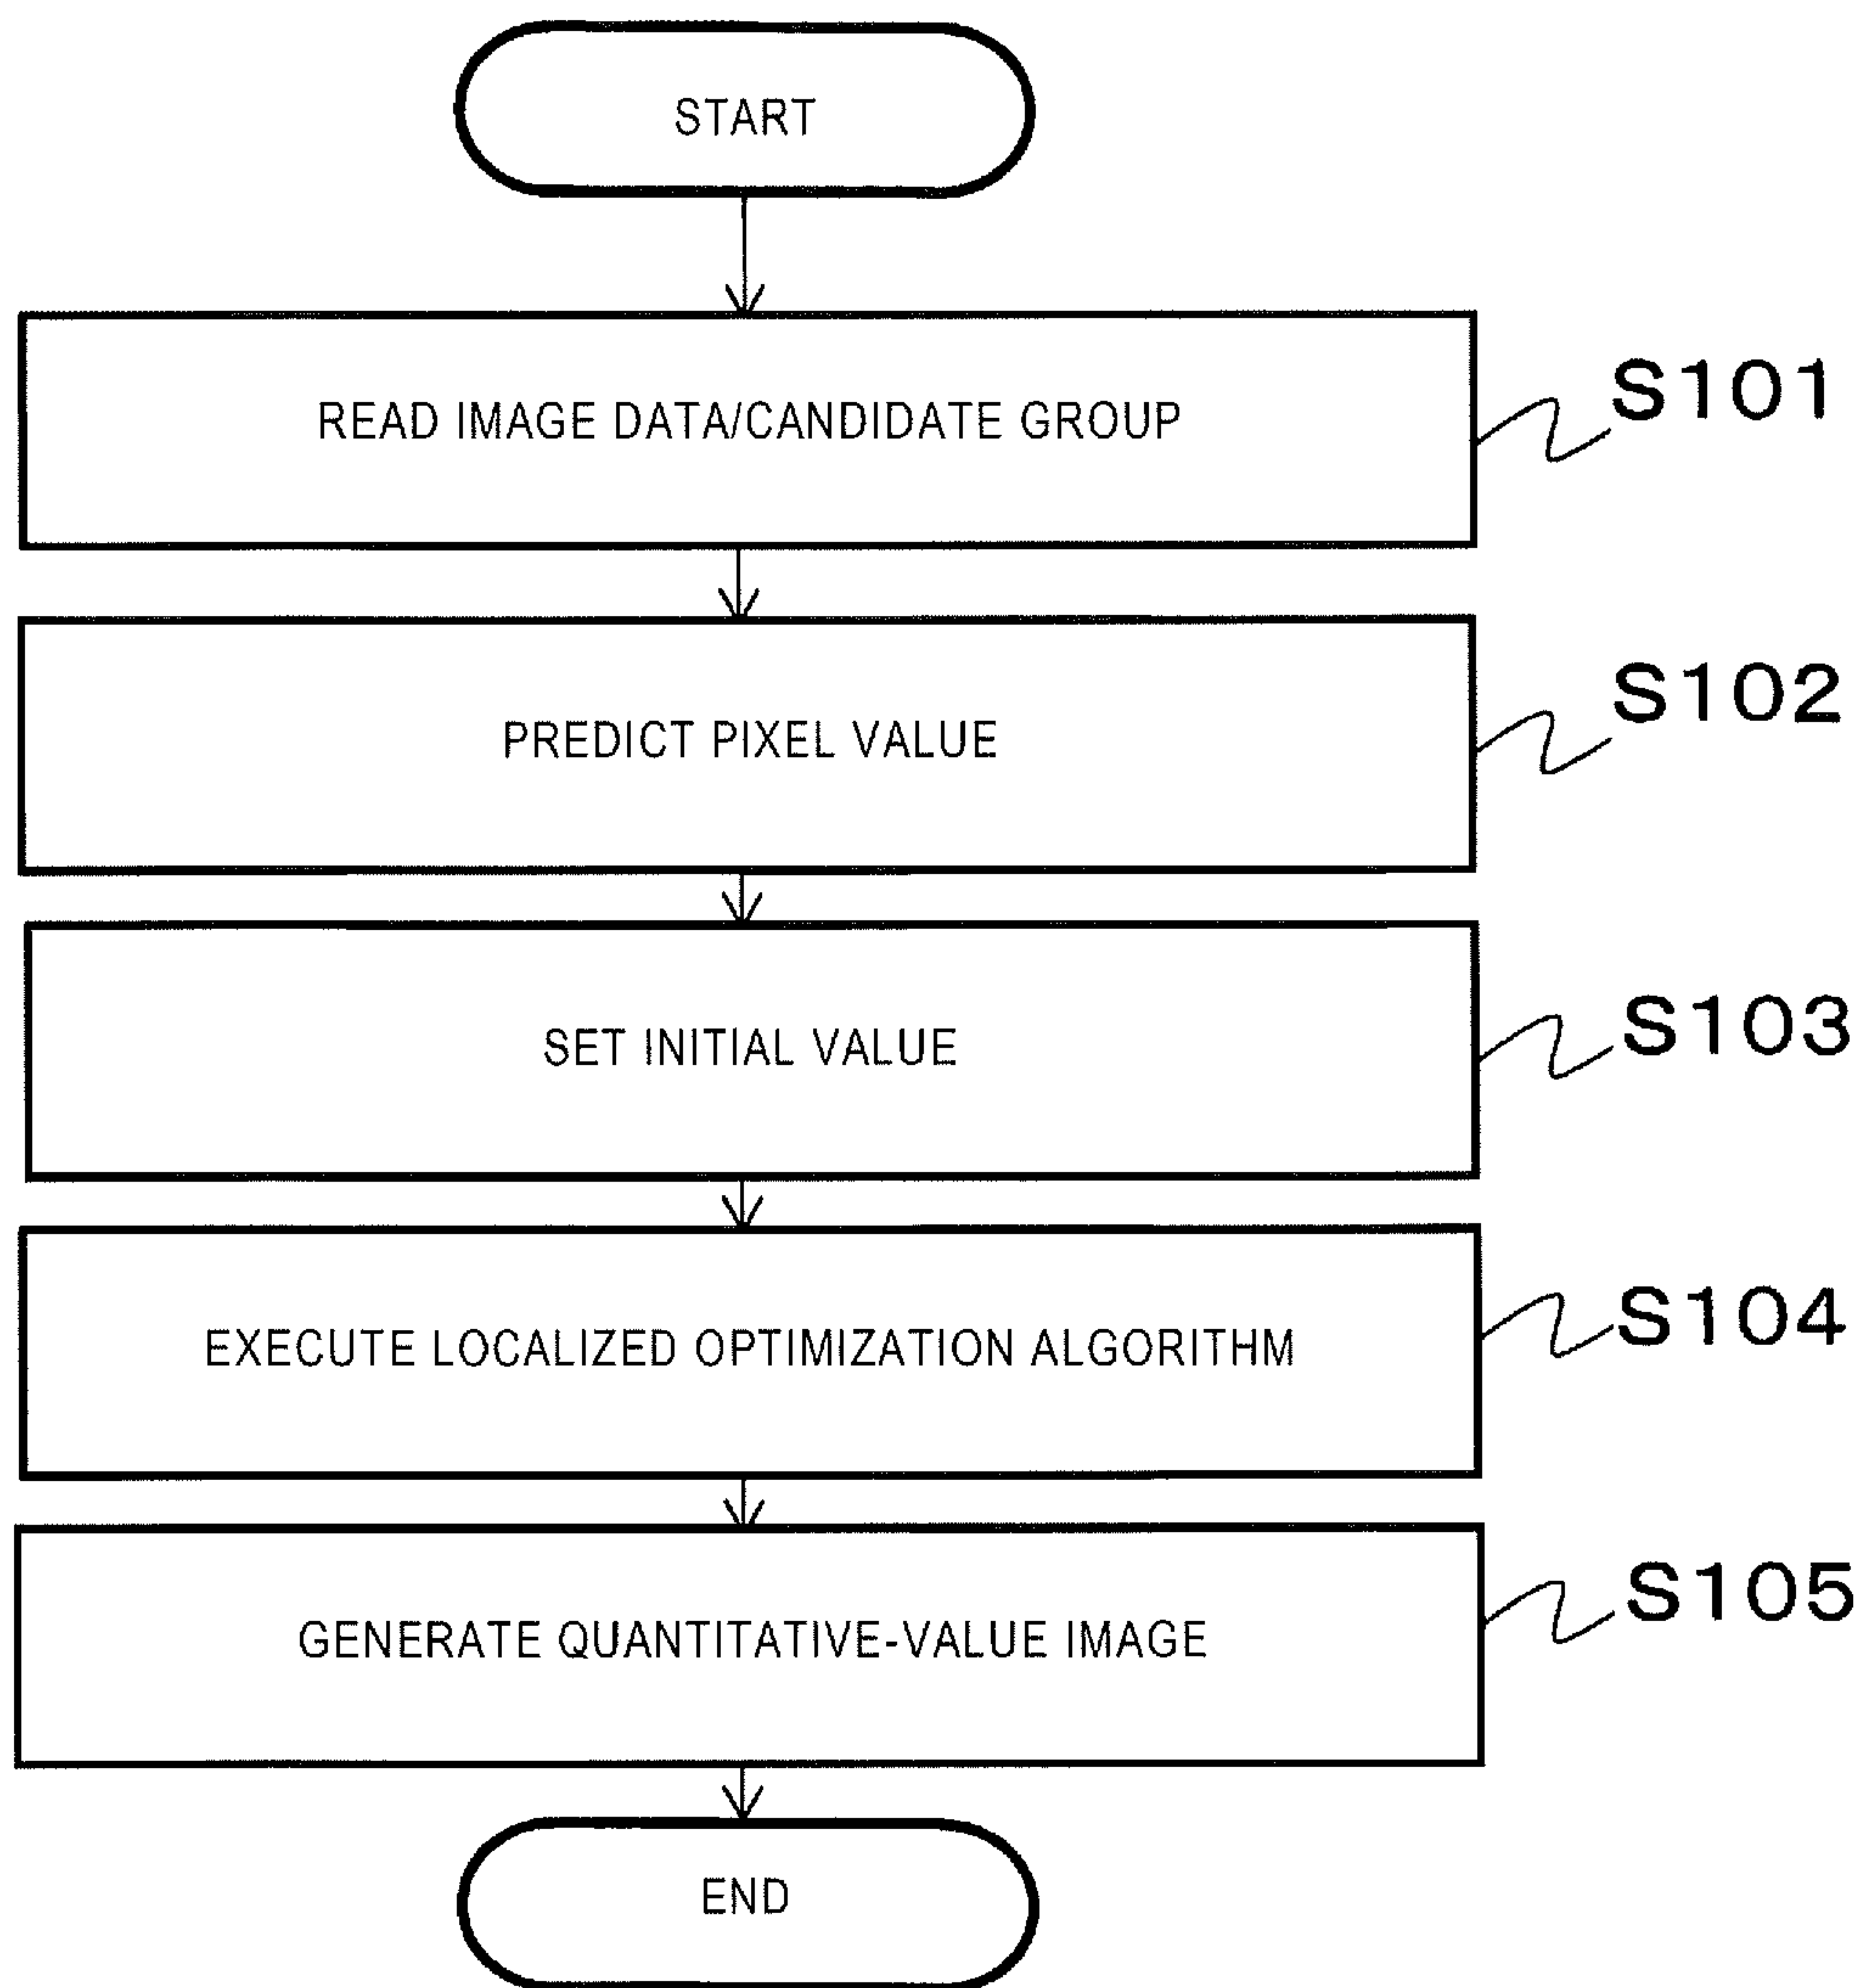 START
READ IMAGE DATA/CANDIDATE GROUP
S101
PREDICT PIXEL VALUE
S102
SET INITIAL VALUE
S103
EXECUTE LOCALIZED OPTIMIZATION ALGORITHM
S104
GENERATE QUANTITATIVE-VALUE IMAGE
S105
END